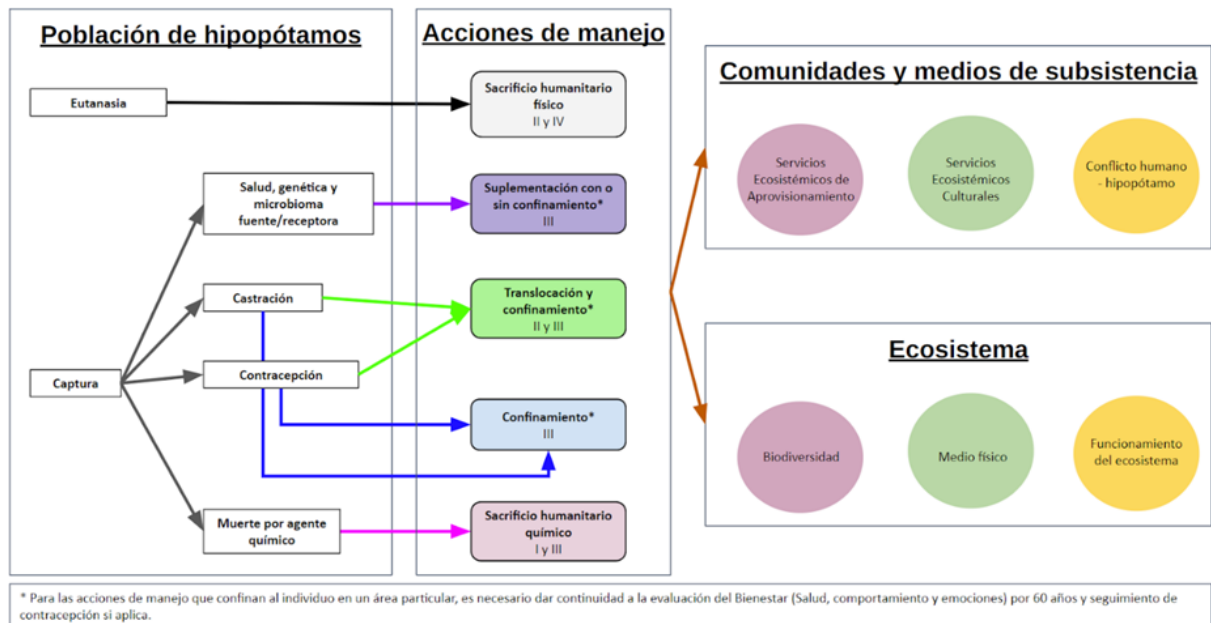 Población de hipopótamos
Eutanasia
Salud, genética y
microbioma
fuente/receptora
Castración
Contracepción
Captura
Muerte por agente
químico
Acciones de manejo
Sacrificio humanitario
físico
II y IV
Suplementación con o
sin confinamiento*
III
Translocación y
confinamiento*
II y III
Confinamiento*
III
Sacrificio humanitario
químico
I y III
Comunidades y medios de subsistencia
Servicios
Ecosistémicos de
Aprovisionamiento
Servicios
Ecosistémicos
Culturales
Conflicto humano
- hipopótamo
Ecosistema
Biodiversidad
Medio físico
Funcionamiento
del ecosistema
* Para las acciones de manejo que confinan al individuo en un área particular, es necesario dar continuidad a la evaluación del Bienestar (Salud, comportamiento y emociones) por 60 años y seguimiento de
contracepción si aplica.